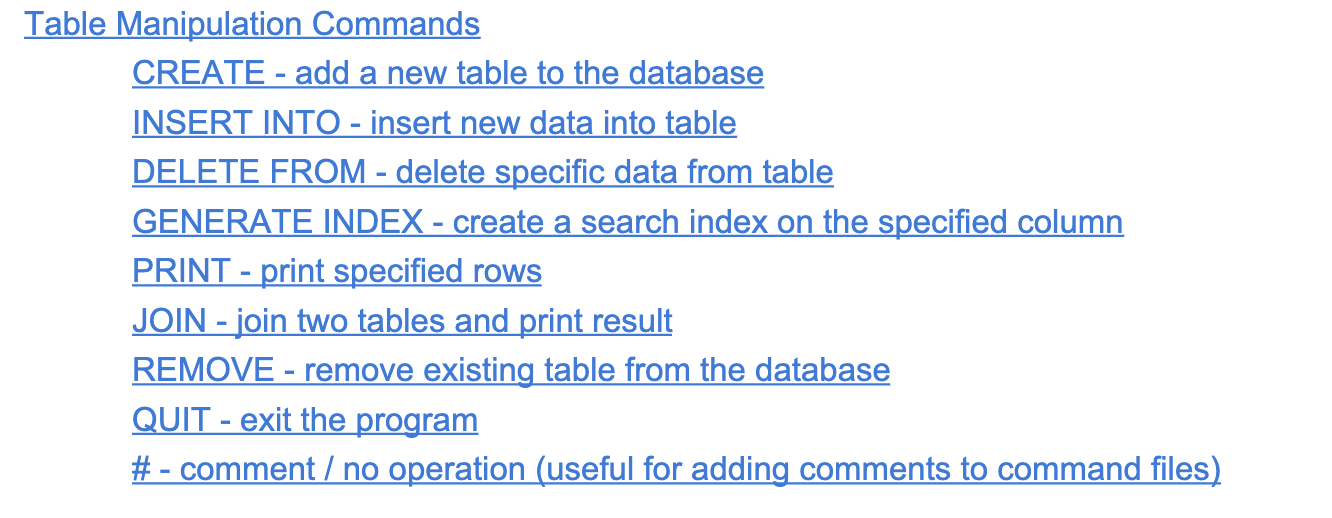 Table Manipulation Commands
CREATE - add a new table to the database
INSERT INTO - insert new data into table
DELETE FROM - delete specific data from table
GENERATE INDEX - create a search index on the specified column
PRINT - print specified rows
JOIN - join two tables and print result
REMOVE - remove existing table from the database
QUIT - exit the program
# - comment / no operation (useful for adding comments to command files)